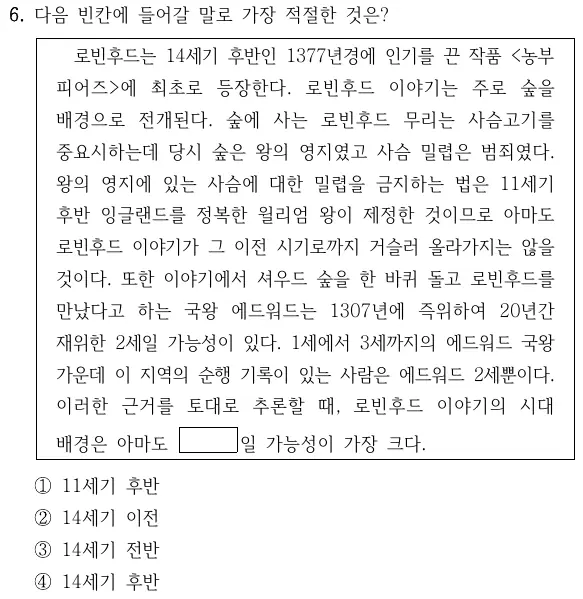 6. 다음 빈칸에 들어갈 말로 가장 적절한 것은?
로빈후드는 14세기 후반인 1377년경에 인기를 끈 작품 <농부
피어즈>에 최초로 등장한다. 로빈후드 이야기는 주로 숲을
배경으로 전개된다. 숲에 사는 로빈후드 무리는 사슴고기를
중요시하는데 당시 숲은 왕의 영지였고 사슴 밀렵은 범죄였다.
왕의 영지에 있는 사슴에 대한 밀렵을 금지하는 법은 11세기
후반 잉글랜드를 정복한 윌리엄 왕이 제정한 것이므로 아마도
로빈후드 이야기가 그 이전 시기로까지 거슬러 올라가지는 않을
것이다. 또한 이야기에서 셔우드 숲을 한 바퀴 돌고 로빈후드를
만났다고 하는 국왕 에드워드는 1307년에 즉위하여 20년간
재위한 2세일 가능성이 있다. 1세에서 3세까지의 에드워드 국왕
가운데 이 지역의 순행 기록이 있는 사람은 에드워드 2세뿐이다.
이러한 근거를 토대로 추론할 때, 로빈후드 이야기의 시대
배경은 아마도 일 가능성이 가장 크다.
① 11세기 후반
② 14세기 이전
③ 14세기 전반
④ 14세기 후반